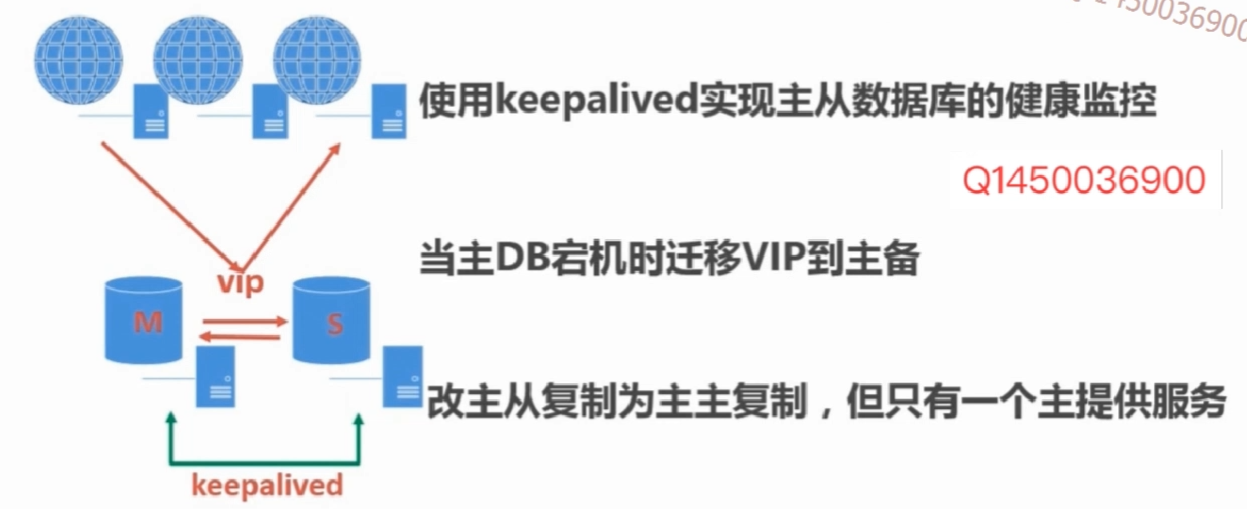 使用keepalived实现主从数据库的健康监控
Q1450036900
当主DB宕机时迁移VIP到主备
vip
M
S
改主从复制为主主复制，但只有一个主提供服务
keepalived